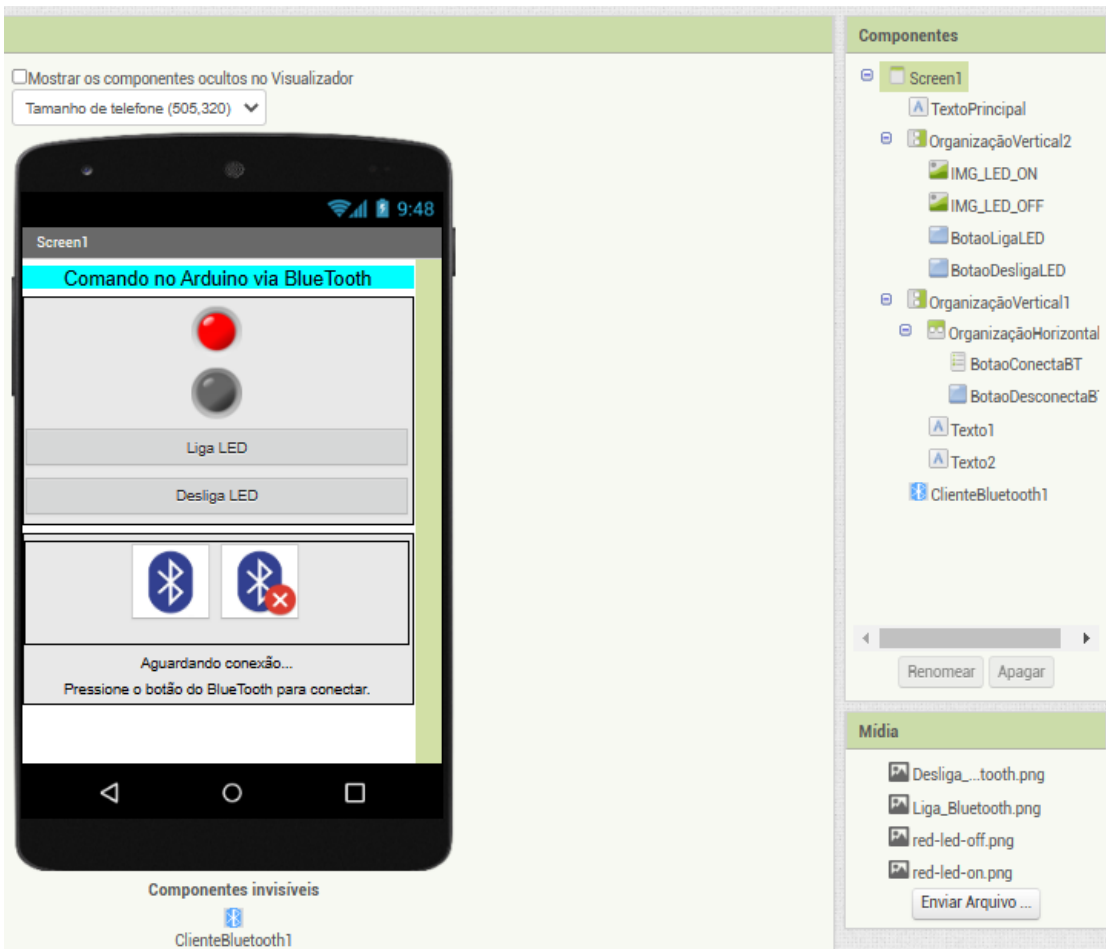 Mostrar os componentes ocultos no Visualizador
Tamanho de telefone (505,320)
9:48
Screen1
Comando no Arduino via BlueTooth
Liga LED
Desliga LED
Aguardando conexão...
Pressione o botão do BlueTooth para conectar.
Componentes invisíveis
ClienteBluetooth1
Componentes
Screen1
TextoPrincipal
OrganizaçãoVertical2
IMG_LED_ON
IMG_LED_OFF
BotaoLigaLED
BotaoDesligaLED
OrganizaçãoVertical1
OrganizaçãoHorizontal
BotaoConectaBT
BotaoDesconectaB
Texto1
Texto2
ClienteBluetooth1
Renomear Apagar
Mídia
Desliga_...tooth.png
Liga_Bluetooth.png
red-led-off.png
red-led-on.png
Enviar Arquivo ...